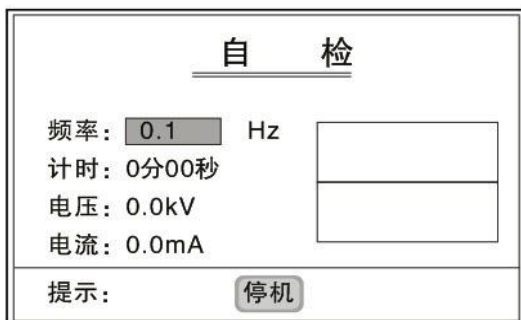 自 检
频率： 0.1 Hz
计时：0分00秒
电压：0.0kV
电流：0.0mA
提示： 停机